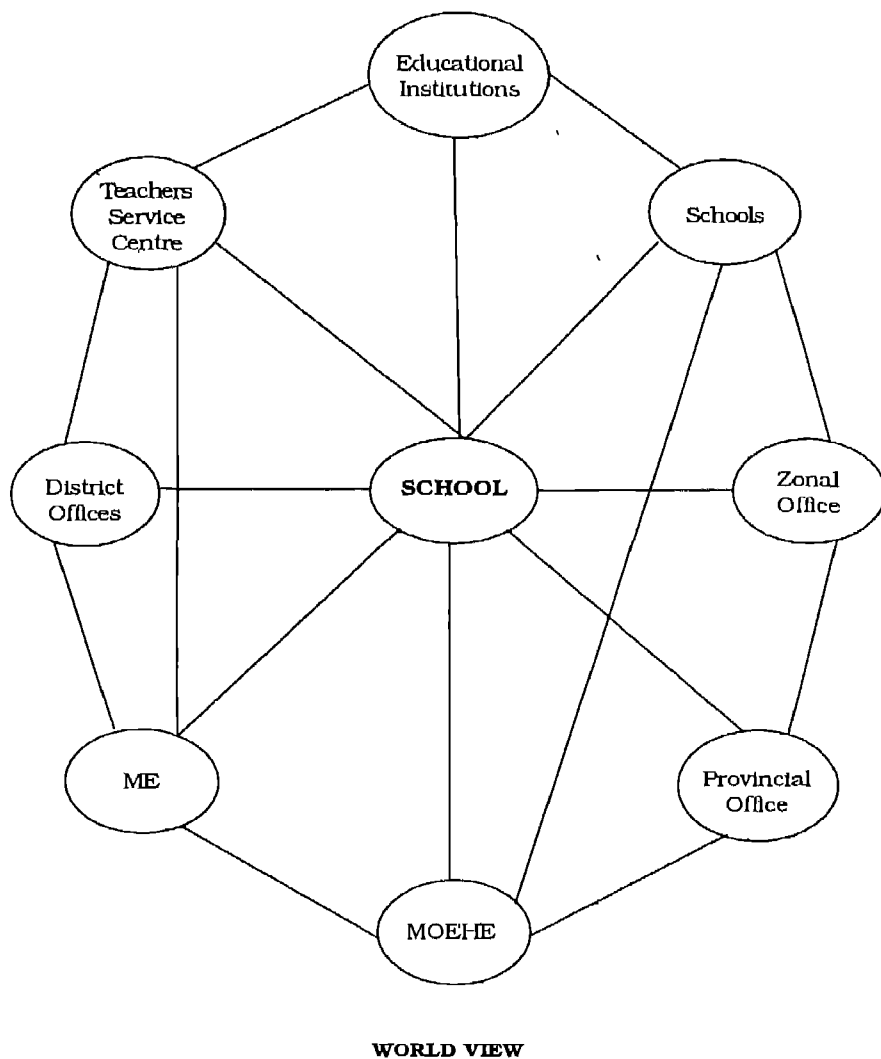 Educational
Institutions
Teachers
Service
Centre
Schools
District
Offices
SCHOOL
Zonal
Office
ME
Provincial
Office
MOEHE
WORLD VIEW